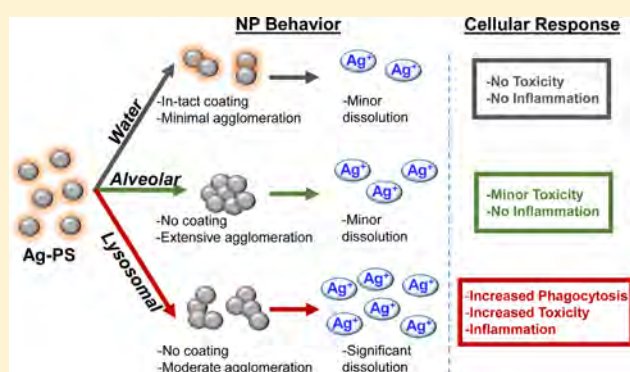 NP Behavior
Cellular Response
Water
-In-tact coating
-Minimal agglomeration
Ag+
Ag+
-Minor
dissolution
-No Toxicity
-No Inflammation
Ag-PS
Alveolar
-No coating
-Extensive agglomeration
Ag+
Ag+
Ag+
-Minor
dissolution
-Minor Toxicity
-No Inflammation
Lysosomal
-No coating
-Moderate agglomeration
Ag+
Ag+
Ag+
Ag+
Ag+
Ag+
-Significant
dissolution
-Increased Phagocytosis
-Increased Toxicity
-Inflammation